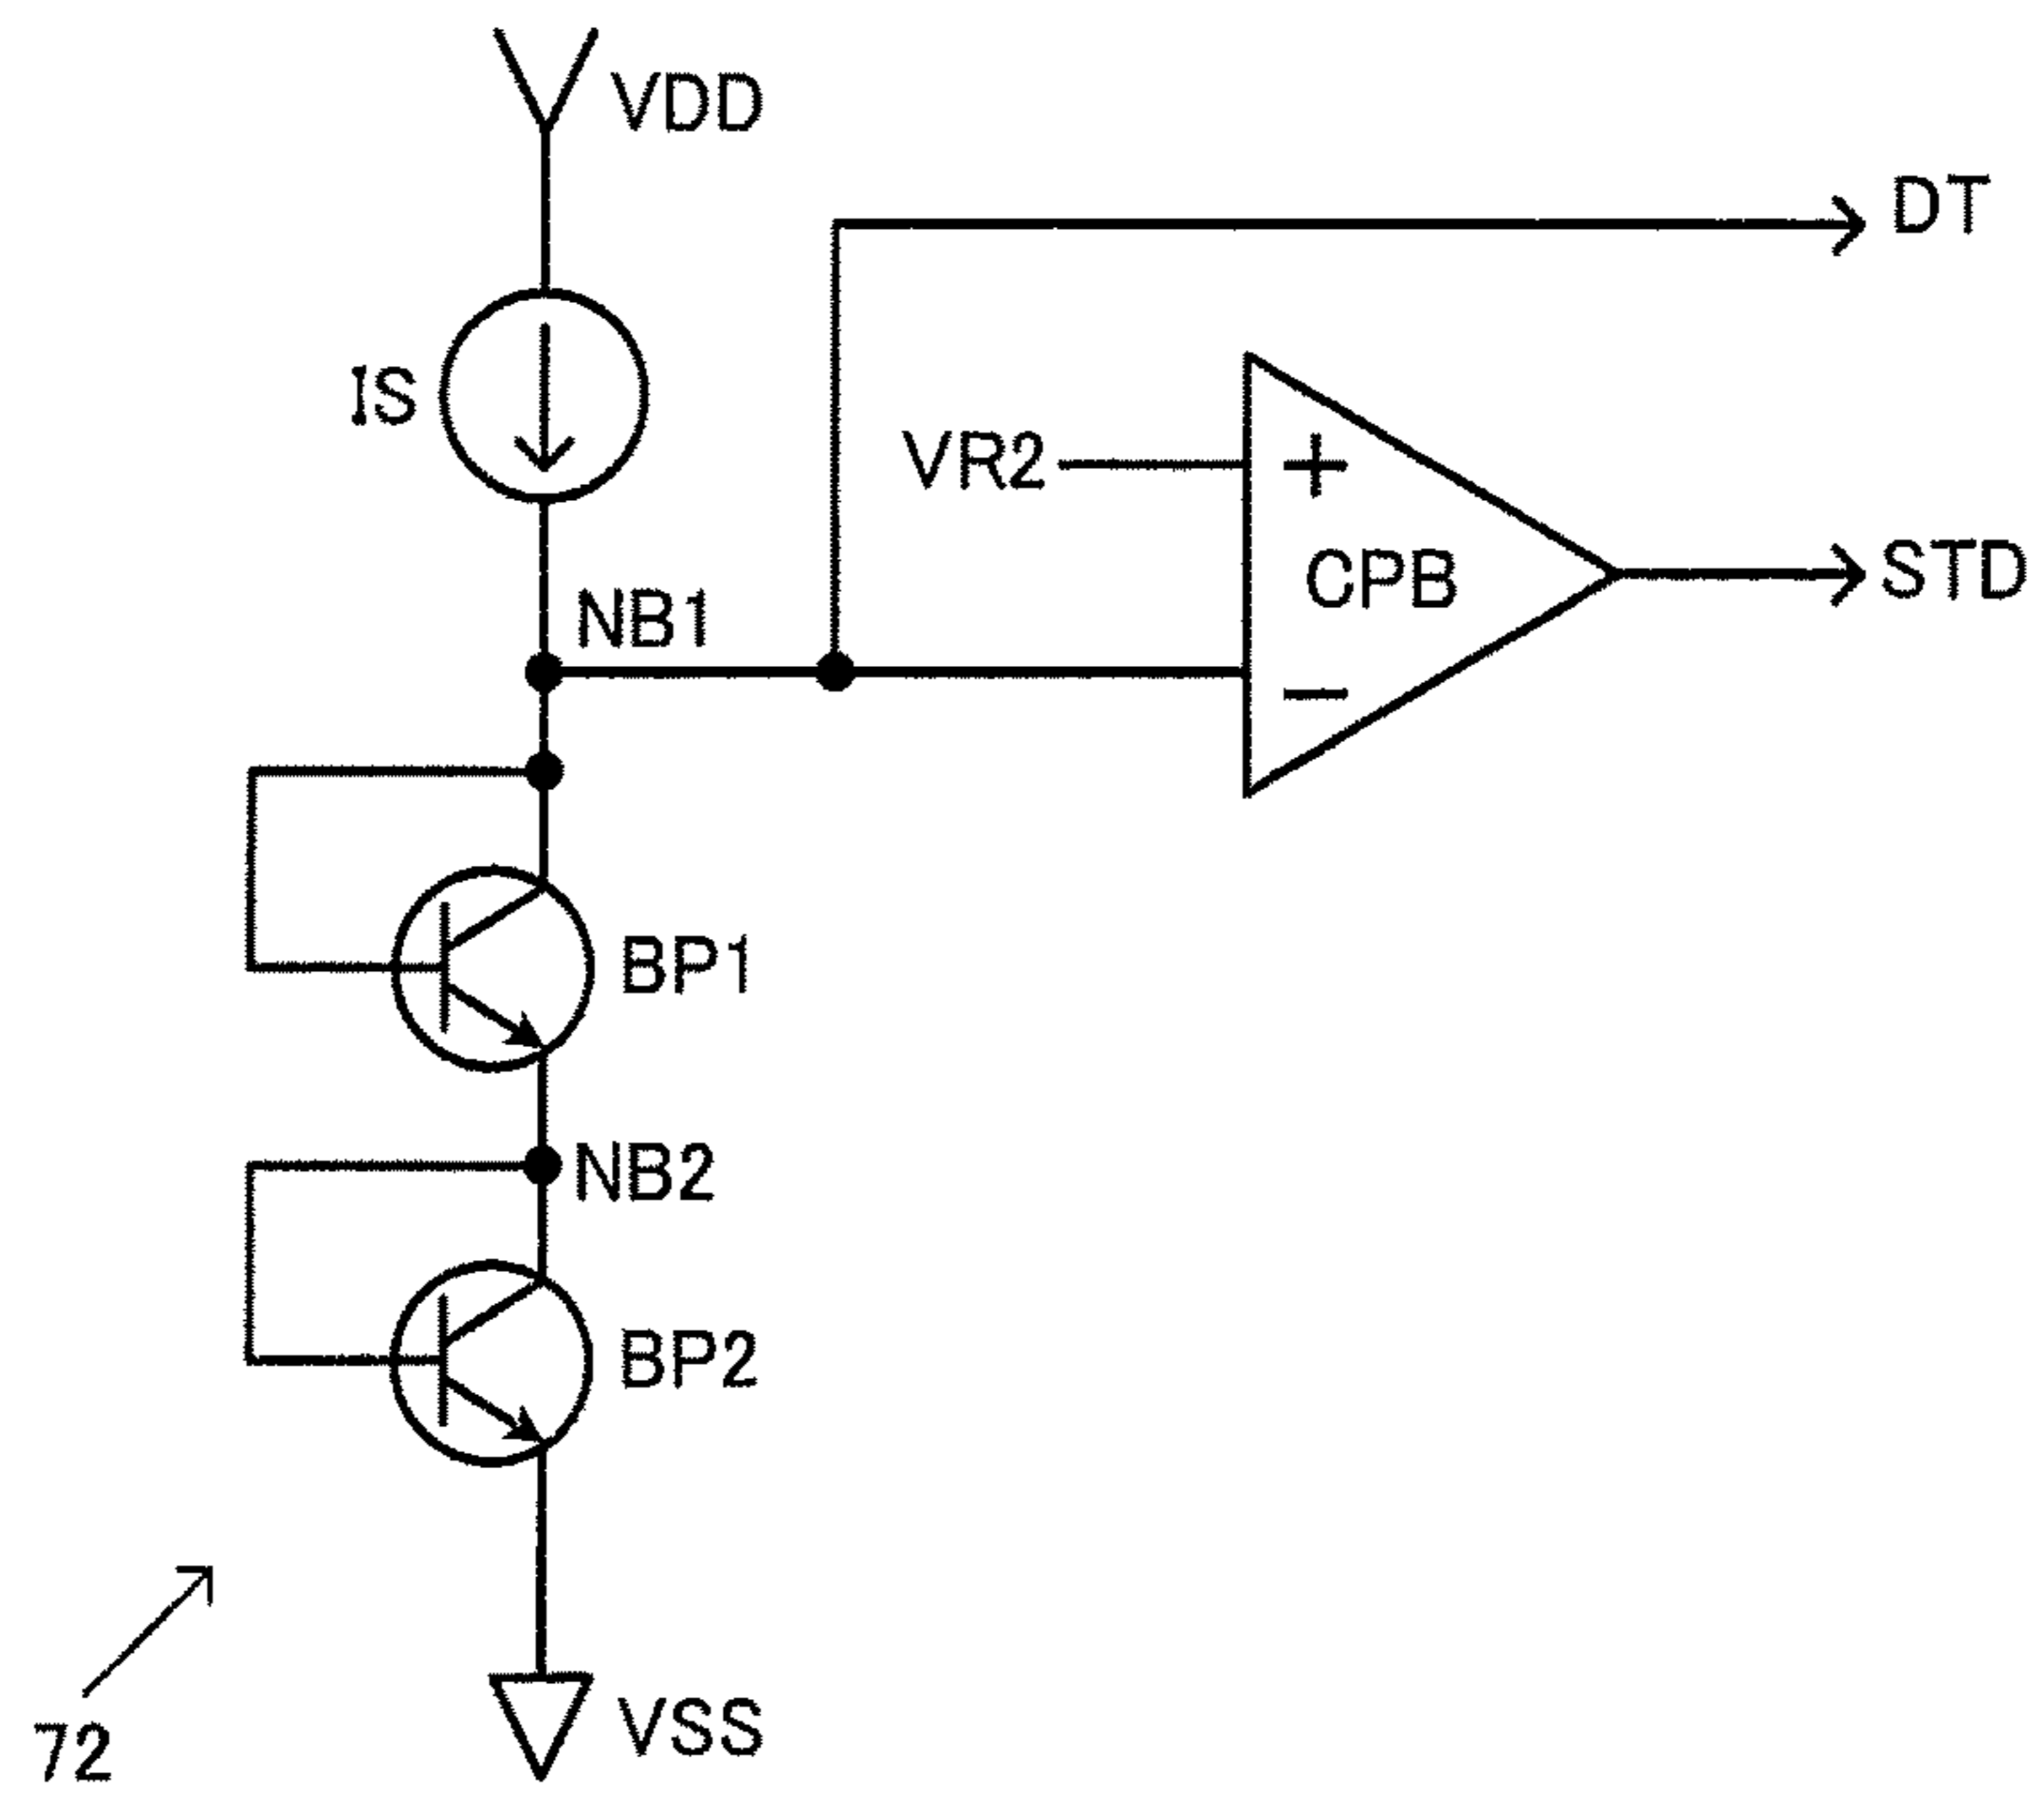 VDD
DT
IS
VR2
+
CPB
STD
NB1
−
BP1
NB2
BP2
VSS
72